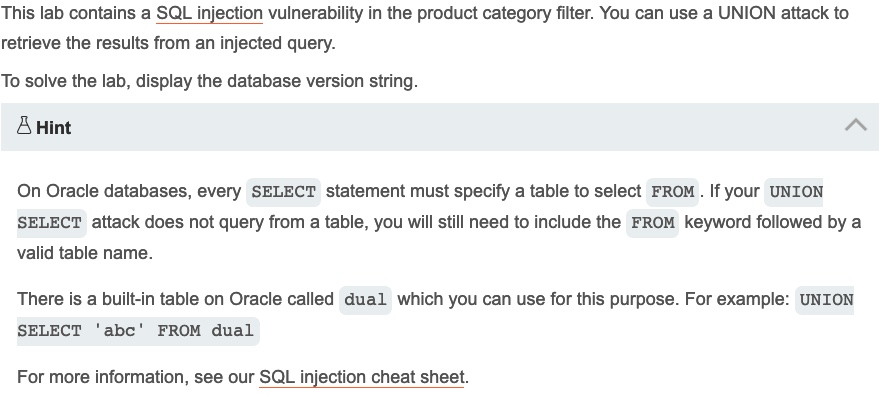 This lab contains a SQL injection vulnerability in the product category filter. You can use a UNION attack to
retrieve the results from an injected query.
To solve the lab, display the database version string.
Hint
On Oracle databases, every SELECT statement must specify a table to select FROM . If your UNION
SELECT attack does not query from a table, you will still need to include the FROM keyword followed by a
valid table name.
There is a built-in table on Oracle called dual which you can use for this purpose. For example: UNION
SELECT 'abc' FROM dual
For more information, see our SQL injection cheat sheet.